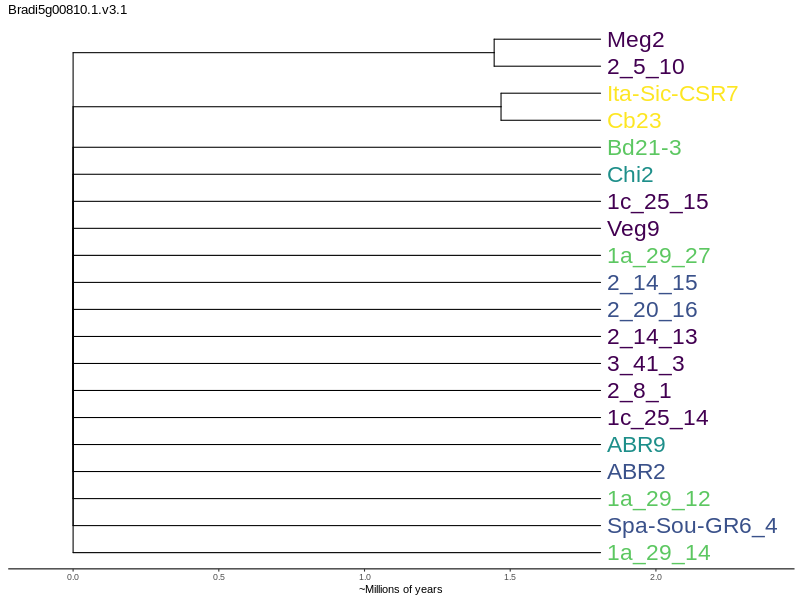 Bradi5g00810.1.v3.1
Meg2
2_5_10
Ita-Sic-CSR7
Cb23
Bd21-3
Chi2
1c_25_15
Veg9
1a_29_27
2_14_15
2_20_16
2_14_13
3_41_3
2_8_1
1c_25_14
ABR9
ABR2
1a_29_12
Spa-Sou-GR6_4
1a_29_14
0.0 0.5 1.0 1.5 2.0
~Millions of years